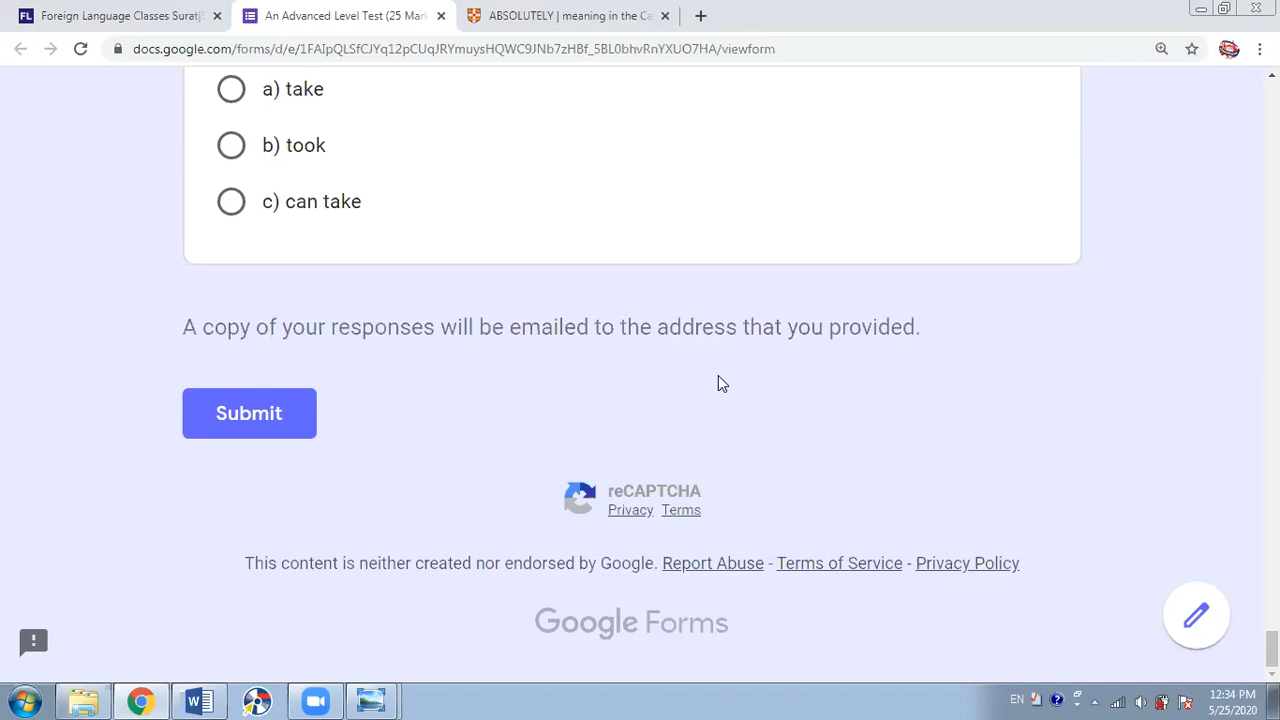 Foreign Language Classes Surat|
An Advanced Level Test (25 Mark
ABSOLUTELY | meaning in the Ca
docs.google.com/forms/d/e/1FAIpQLSfCJYq12pCUqJRYmuysHQWC9JNb7zHBf_5BL0bhvRnYXUO7HA/viewform
a) take
b) took
c) can take
A copy of your responses will be emailed to the address that you provided.
Submit
reCAPTCHA
Privacy Terms
This content is neither created nor endorsed by Google. Report Abuse - Terms of Service - Privacy Policy
Google Forms
EN
12:34 PM
5/25/2020